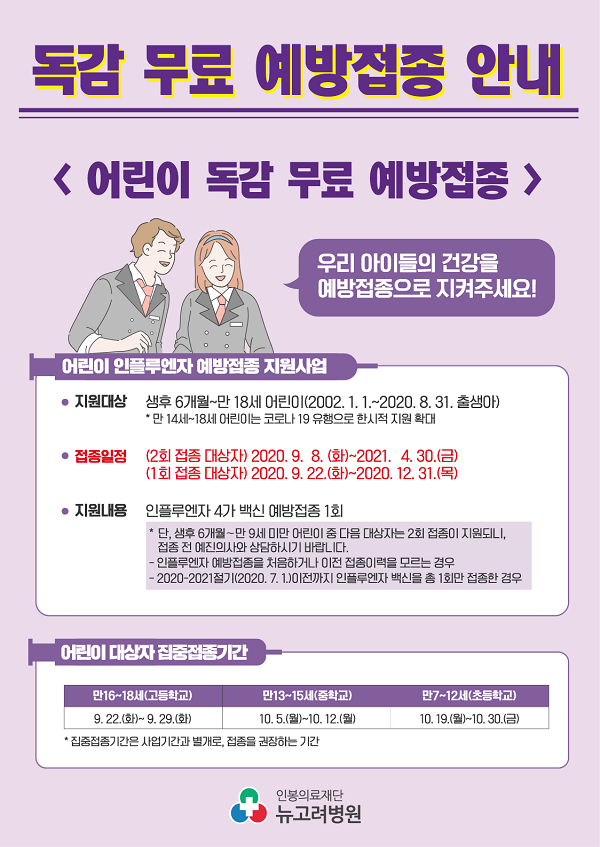 독감 무료 예방접종 안내
< 어린이 독감 무료 예방접종 >
우리 아이들의 건강을
예방접종으로 지켜주세요!
어린이 인플루엔자 예방접종 지원사업
● 지원대상 생후 6개월~만 18세 어린이(2002. 1. 1.~2020. 8. 31. 출생아)
* 만 14세~18세 어린이는 코로나 19 유행으로 한시적 지원 확대
● 접종일정 (2회 접종 대상자) 2020. 9. 8. (화)~2021. 4. 30.(금)
(1회 접종 대상자) 2020. 9. 22.(화)~2020. 12. 31.(목)
● 지원내용 인플루엔자 4가 백신 예방접종 1회
* 단, 생후 6개월~만 9세 미만 어린이 중 다음 대상자는 2회 접종이 지원되니,
접종 전 예진의사와 상담하시기 바랍니다.
- 인플루엔자 예방접종을 처음하거나 이전 접종이력을 모르는 경우
- 2020-2021절기(2020. 7. 1.)이전까지 인플루엔자 백신을 총 1회만 접종한 경우
어린이 대상자 집중접종기간
만16~18세(고등학교) 만13~15세(중학교) 만7~12세(초등학교)
9. 22.(화)~ 9. 29.(화) 10. 5.(월)~10. 12.(월) 10. 19.(월)~10. 30.(금)
* 집중접종기간은 사업기간과 별개로, 접종을 권장하는 기간
인봉의료재단
뉴고려병원